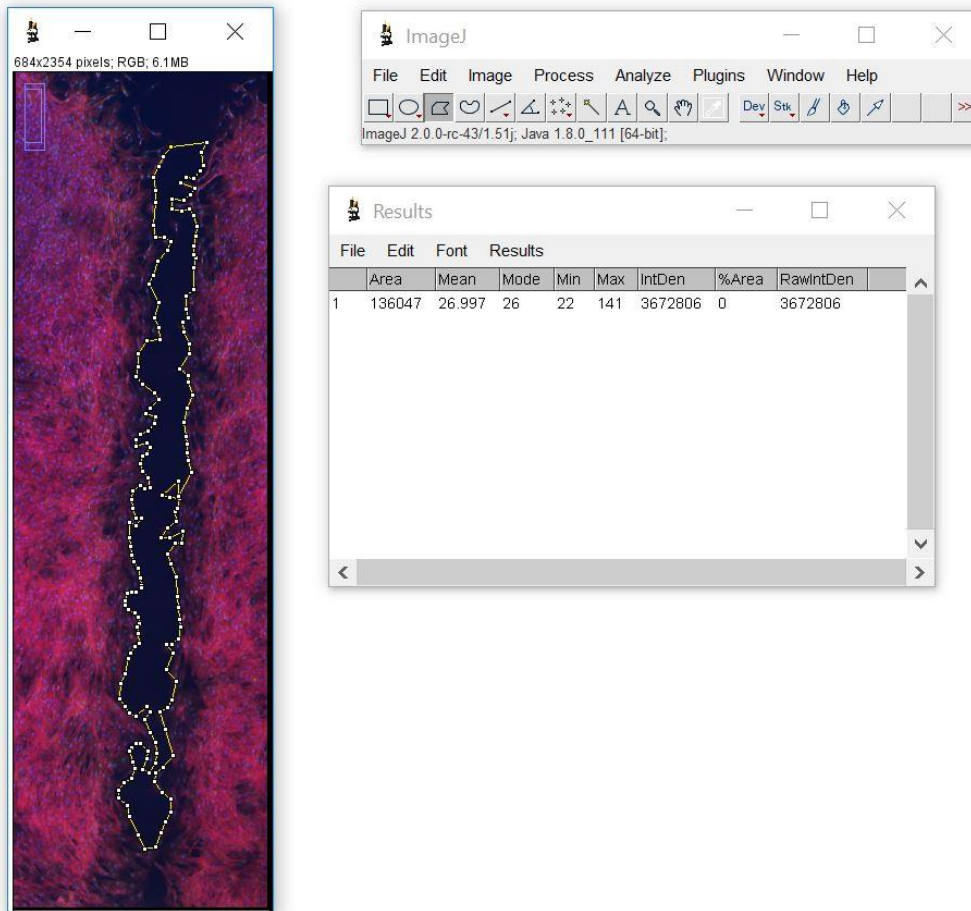 684x2354 pixels; RGB; 6.1MB
ImageJ
File Edit Image Process Analyze Plugins Window Help
A Dev Stk >>
ImageJ 2.0.0-rc-43/1.51j; Java 1.8.0_111 [64-bit];
Results
File Edit Font Results
Area Mean Mode Min Max IntDen %Area RawIntDen
1 136047 26.997 26 22 141 3672806 0 3672806